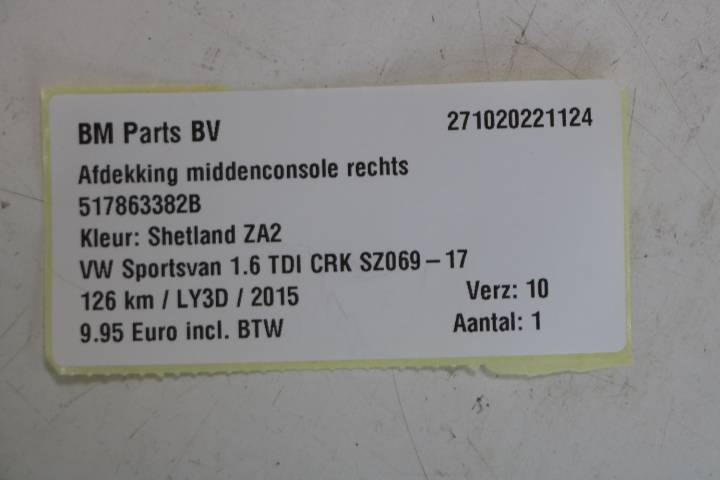 BM Parts BV 271020221124
Afdekking middenconsole rechts
517863382B
Kleur: Shetland ZA2
VW Sportsvan 1.6 TDI CRK SZ069-17
126 km / LY3D / 2015 Verz: 10
9.95 Euro incl. BTW Aantal: 1